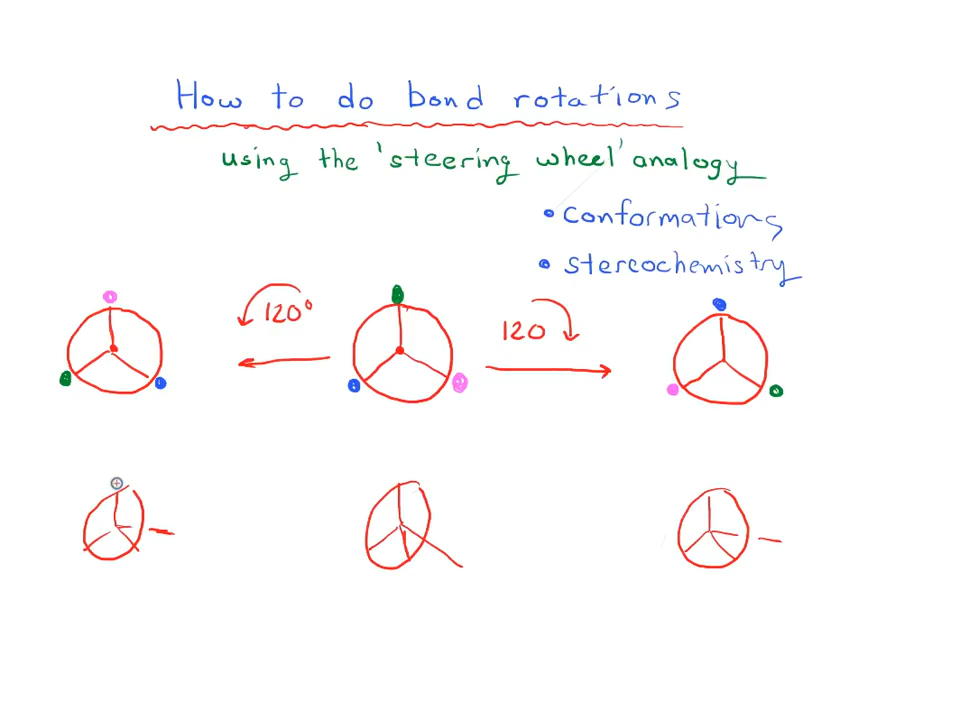 How to do bond rotations
using the 'steering wheel' analogy
• conformations
• stereochemistry
120°
120